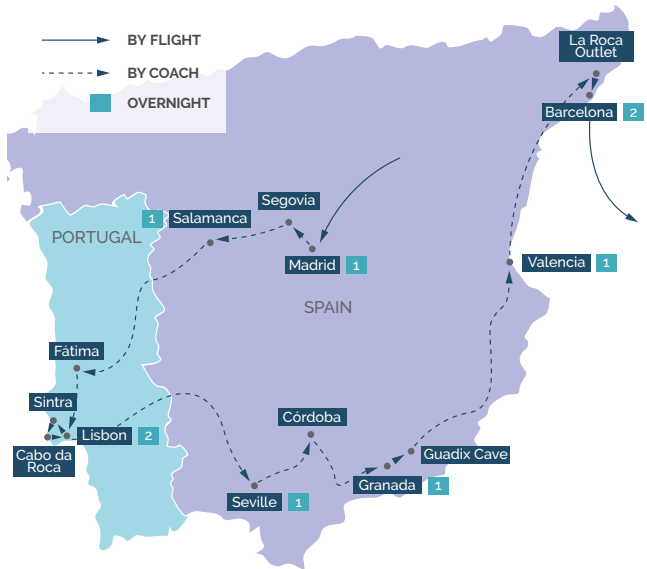 BY FLIGHT
BY COACH
OVERNIGHT
La Roca
Outlet
Barcelona 2
Segovia
1 Salamanca
PORTUGAL
Madrid 1
Valencia 1
SPAIN
Fátima
Sintra
Lisbon 2
Cabo da
Roca
Córdoba
Guadix Cave
Granada 1
Seville 1